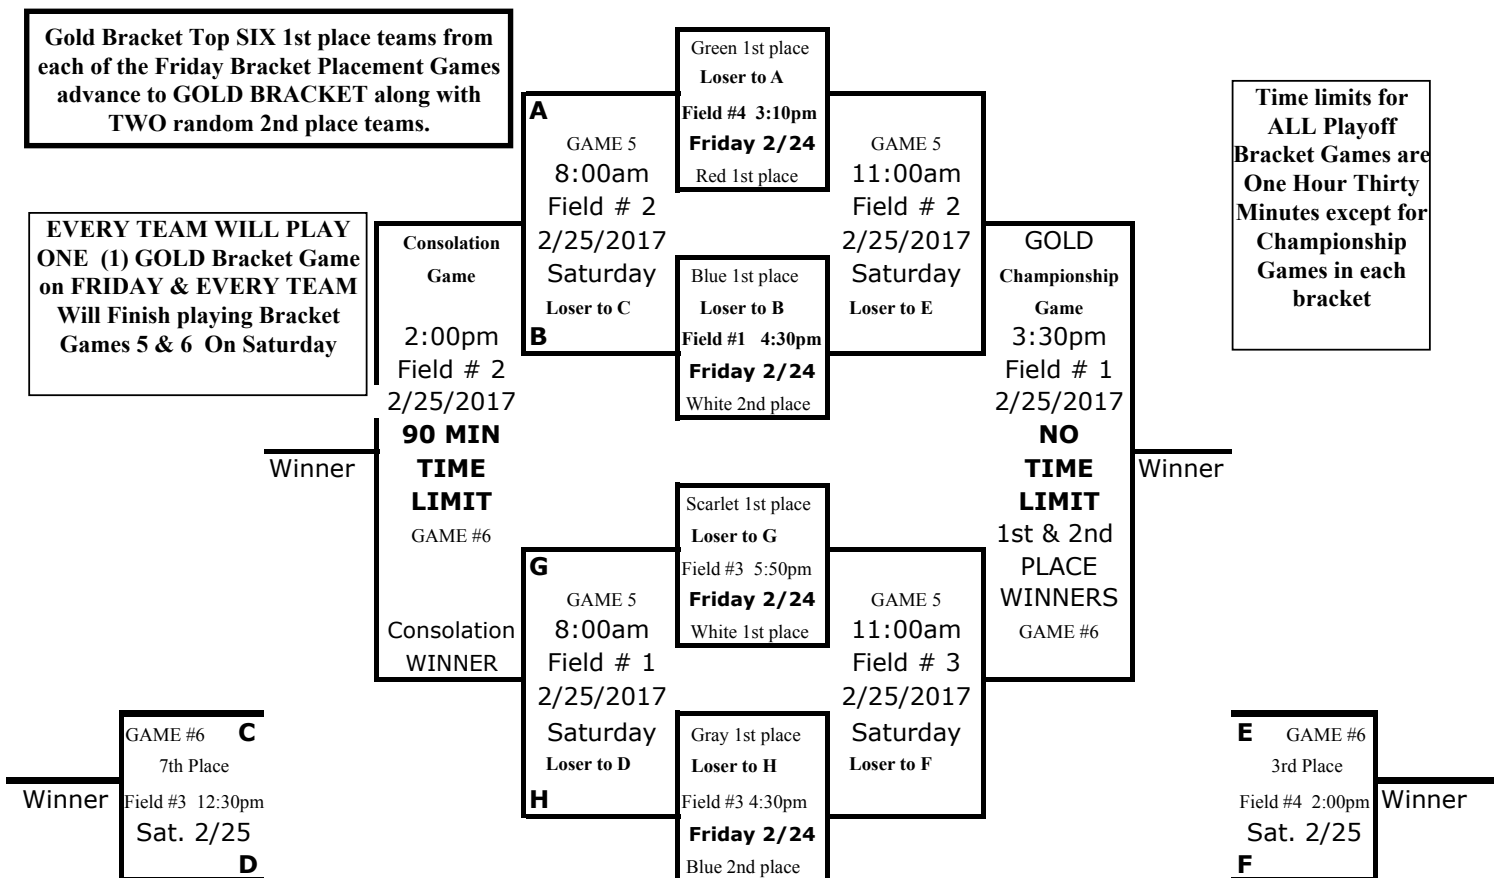 Gold Bracket Top SIX 1st place teams from
each of the Friday Bracket Placement Games
advance to GOLD BRACKET along with
TWO random 2nd place teams.
EVERY TEAM WILL PLAY
ONE (1) GOLD Bracket Game
on FRIDAY & EVERY TEAM
Will Finish playing Bracket
Games 5 & 6 On Saturday
Time limits for
ALL Playoff
Bracket Games are
One Hour Thirty
Minutes except for
Championship
Games in each
bracket
Green 1st place
Loser to A
Field #4 3:10pm
Friday 2/24
Red 1st place
A
GAME 5
8:00am
Field # 2
2/25/2017
Saturday
Loser to C
B
GAME 5
11:00am
Field # 2
2/25/2017
Saturday
Loser to E
Blue 1st place
Loser to B
Field #1 4:30pm
Friday 2/24
White 2nd place
Consolation
Game
2:00pm
Field # 2
2/25/2017
90 MIN
TIME
LIMIT
GAME #6
Consolation
WINNER
Winner
GOLD
Championship
Game
3:30pm
Field # 1
2/25/2017
NO
TIME
LIMIT
1st & 2nd
PLACE
WINNERS
GAME #6
Winner
Scarlet 1st place
Loser to G
Field #3 5:50pm
Friday 2/24
White 1st place
G
GAME 5
8:00am
Field # 1
2/25/2017
Saturday
Loser to D
H
GAME 5
11:00am
Field # 3
2/25/2017
Saturday
Loser to F
Gray 1st place
Loser to H
Field #3 4:30pm
Friday 2/24
Blue 2nd place
GAME #6 C
7th Place
Field #3 12:30pm
Sat. 2/25
D
Winner
E GAME #6
3rd Place
Field #4 2:00pm
Sat. 2/25
F
Winner